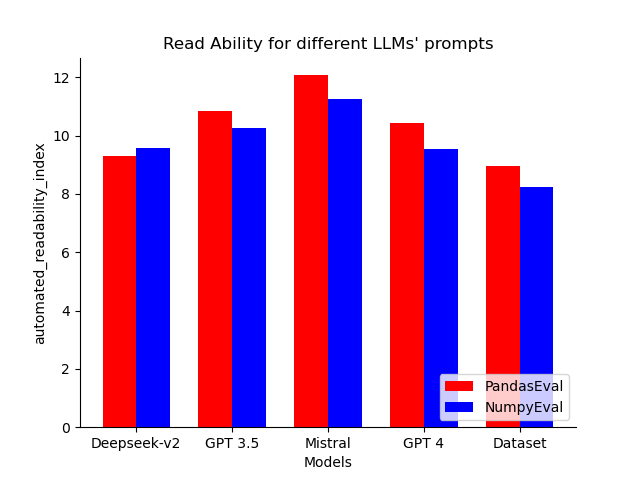 Read Ability for different LLMs' prompts
automated_readability_index
12
10
8
6
4
2
0
Deepseek-v2 GPT 3.5 Mistral GPT 4 Dataset
Models
PandasEval
NumpyEval